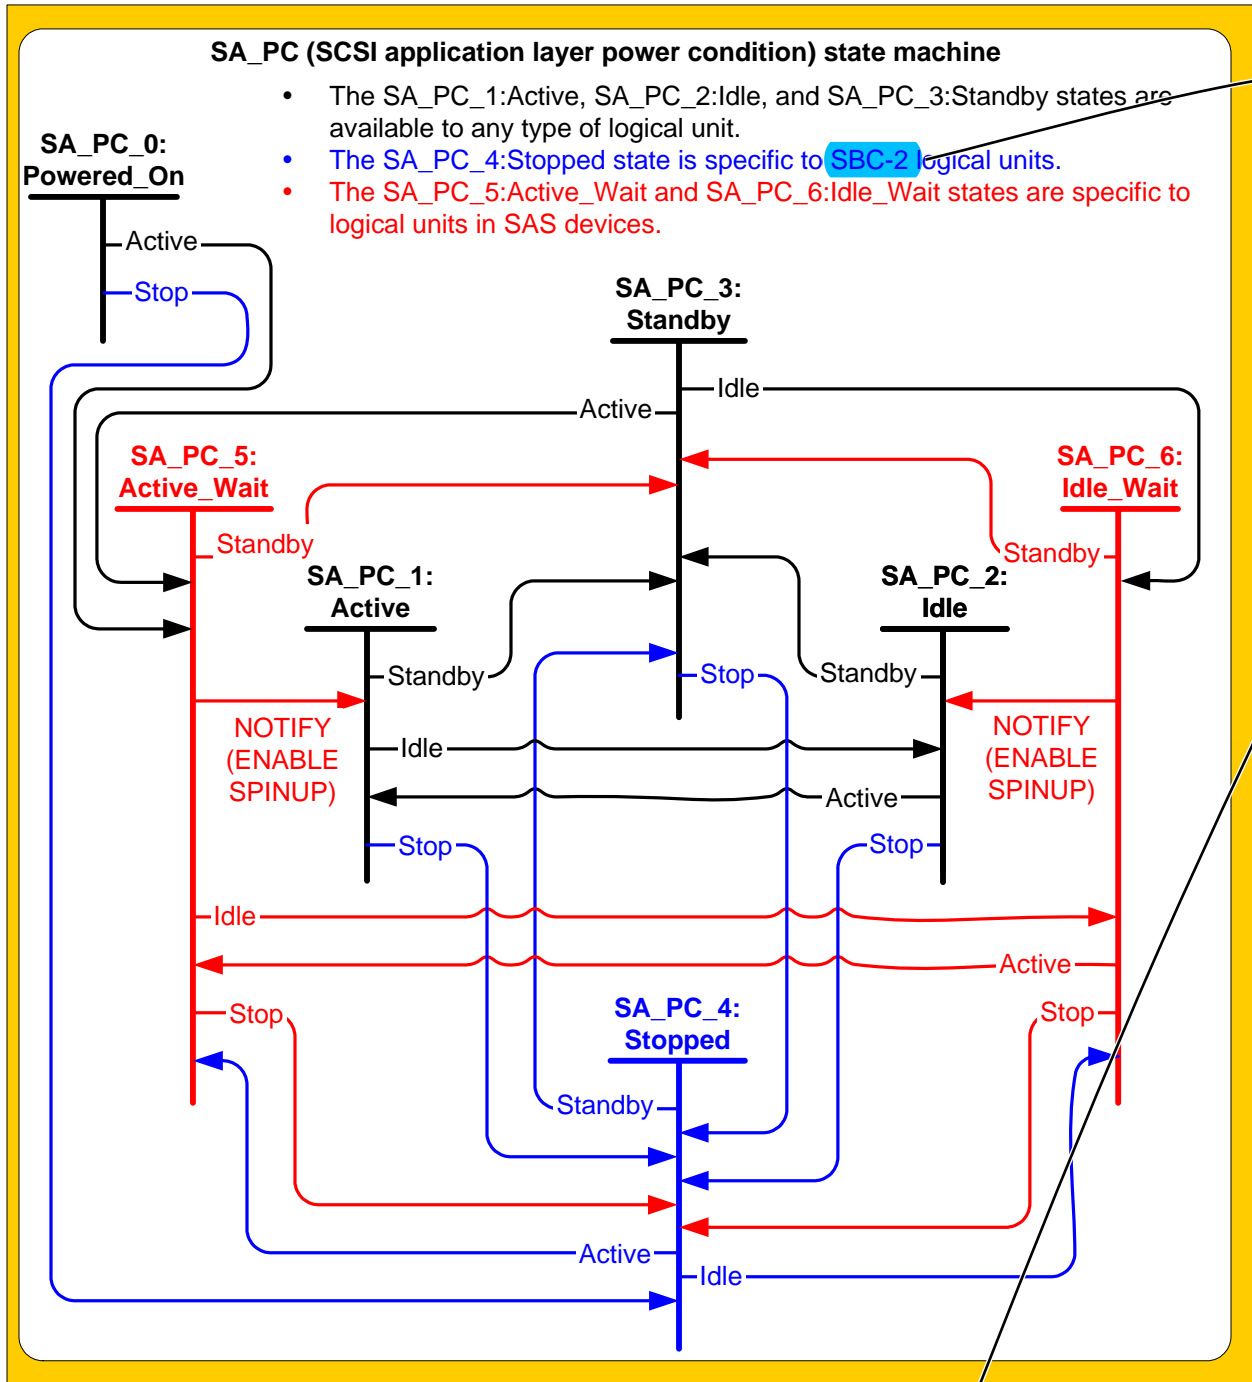 SA_PC (SCSI application layer power condition) state machine
• The SA_PC_1:Active, SA_PC_2:Idle, and SA_PC_3:Standby states are
available to any type of logical unit.
• The SA_PC_4:Stopped state is specific to SBC-2 logical units.
• The SA_PC_5:Active_Wait and SA_PC_6:Idle_Wait states are specific to
logical units in SAS devices.
SA_PC_0:
Powered_On
Active
Stop
SA_PC_3:
Standby
Idle
Active
SA_PC_5:
Active_Wait
SA_PC_6:
Idle_Wait
Standby
Standby
SA_PC_1:
Active
SA_PC_2:
Idle
Standby
Stop
Standby
NOTIFY
(ENABLE
SPINUP)
NOTIFY
(ENABLE
SPINUP)
Idle
Active
Stop
Stop
Idle
Active
Stop
Stop
SA_PC_4:
Stopped
Standby
Active
Idle